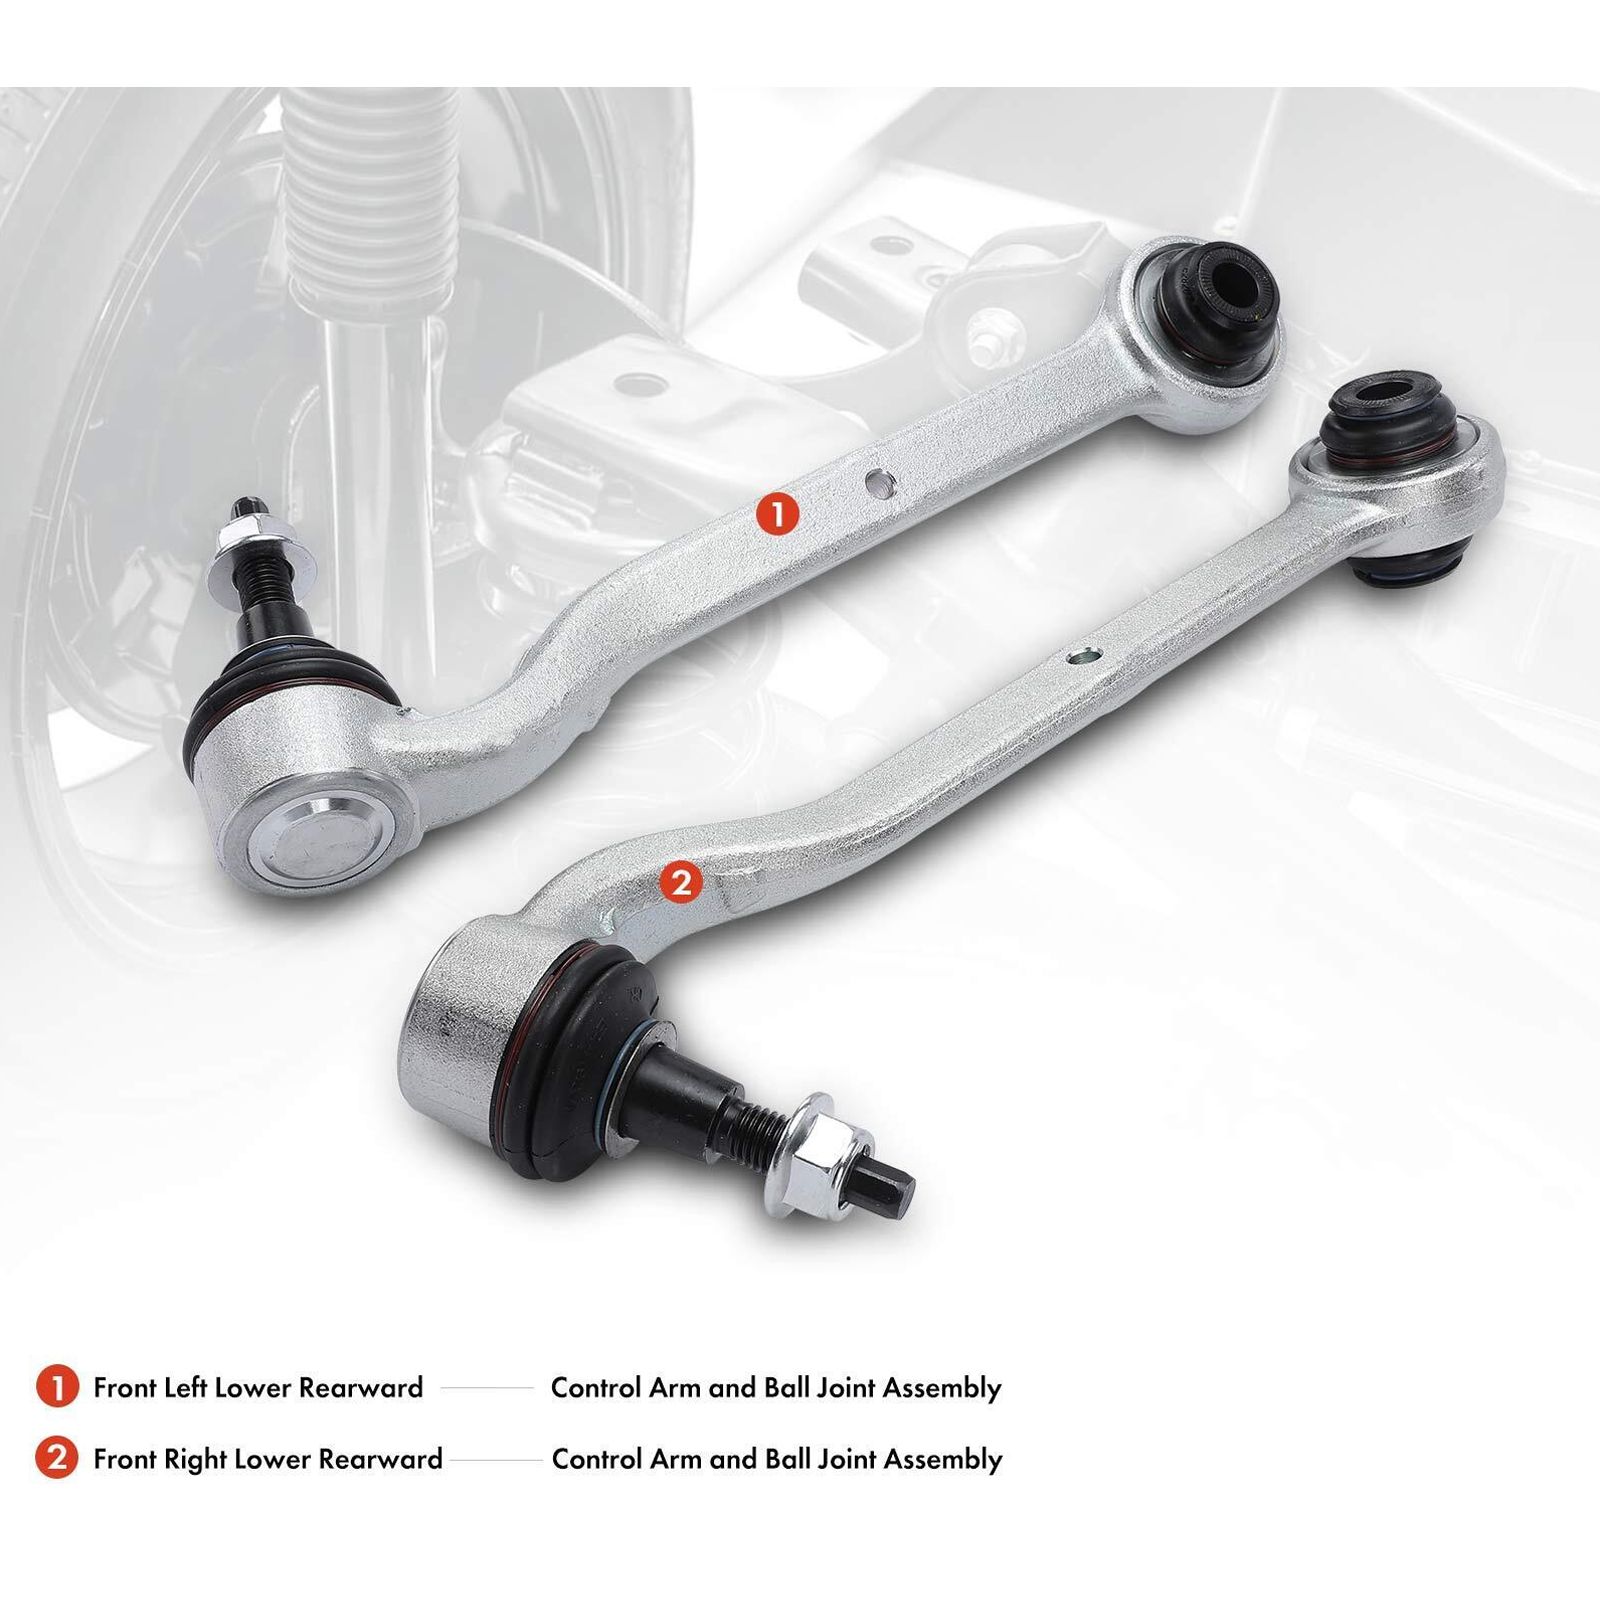 1
2
1 Front Left Lower Rearward Control Arm and Ball Joint Assembly
2 Front Right Lower Rearward Control Arm and Ball Joint Assembly